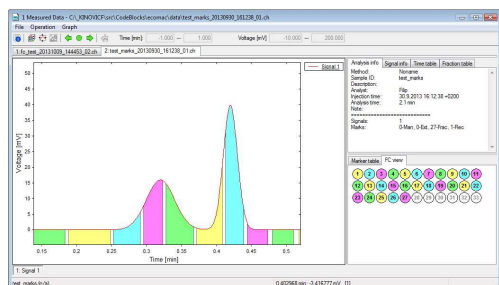 1 Measured Data - C:\_KINOVICF\src\CodeBlocks\ecomac\data\test_marks_20130930_161238_01.ch
File Operation Graph
Time [min] -1.000 — 1.000 Voltage [mV] -10.000 — 200.000
1: fc_test_20131009_144453_02.ch 2: test_marks_20130930_161238_01.ch
Signal 1
Voltage [mV]
50
45
40
35
30
25
20
15
10
5
0
0.15 0.2 0.25 0.3 0.35 0.4 0.45 0.5
Time [min]
Analysis info Signal info Time table Fraction table
Method: Noname
Sample ID: test_marks
Description:
Analyst: Filip
Injection time: 30.9.2013 16:12:38 +0200
Analysis time: 2.1 min
Note:
Signals: 1
Marks: 0-Man, 0-Ext, 27-Frac, 1-Rec
Marker table FC view
1 2 3 4 5 6 7 8 9 10 11
12 13 14 15 16 17 18 19 20 21 22
23 24 25 26 27 28 29 30 31 32 33
1: Signal 1
test_marks (n/a) 0.402968 min, -3.416777 mV [1]